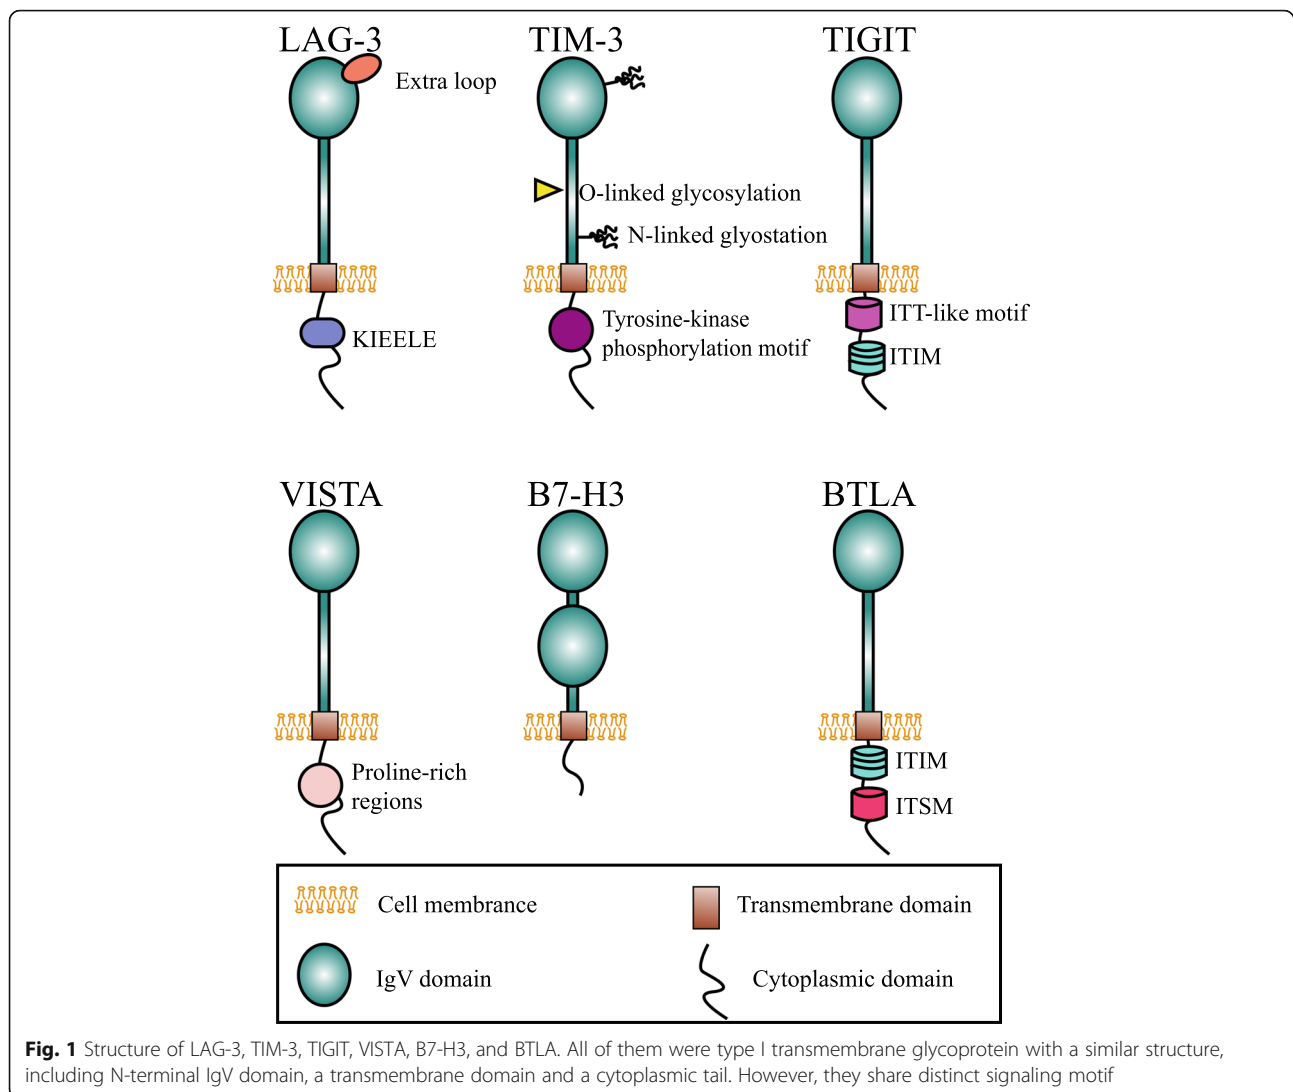 LAG-3
TIM-3
TIGIT
Extra loop
O-linked glycosylation
N-linked glyostation
KIEELE
Tyrosine-kinase
phosphorylation motif
ITT-like motif
ITIM
VISTA
B7-H3
BTLA
Proline-rich
regions
ITIM
ITSM
Cell membrance
Transmembrane domain
IgV domain
Cytoplasmic domain
Fig. 1 Structure of LAG-3, TIM-3, TIGIT, VISTA, B7-H3, and BTLA. All of them were type I transmembrane glycoprotein with a similar structure,
including N-terminal IgV domain, a transmembrane domain and a cytoplasmic tail. However, they share distinct signaling motif